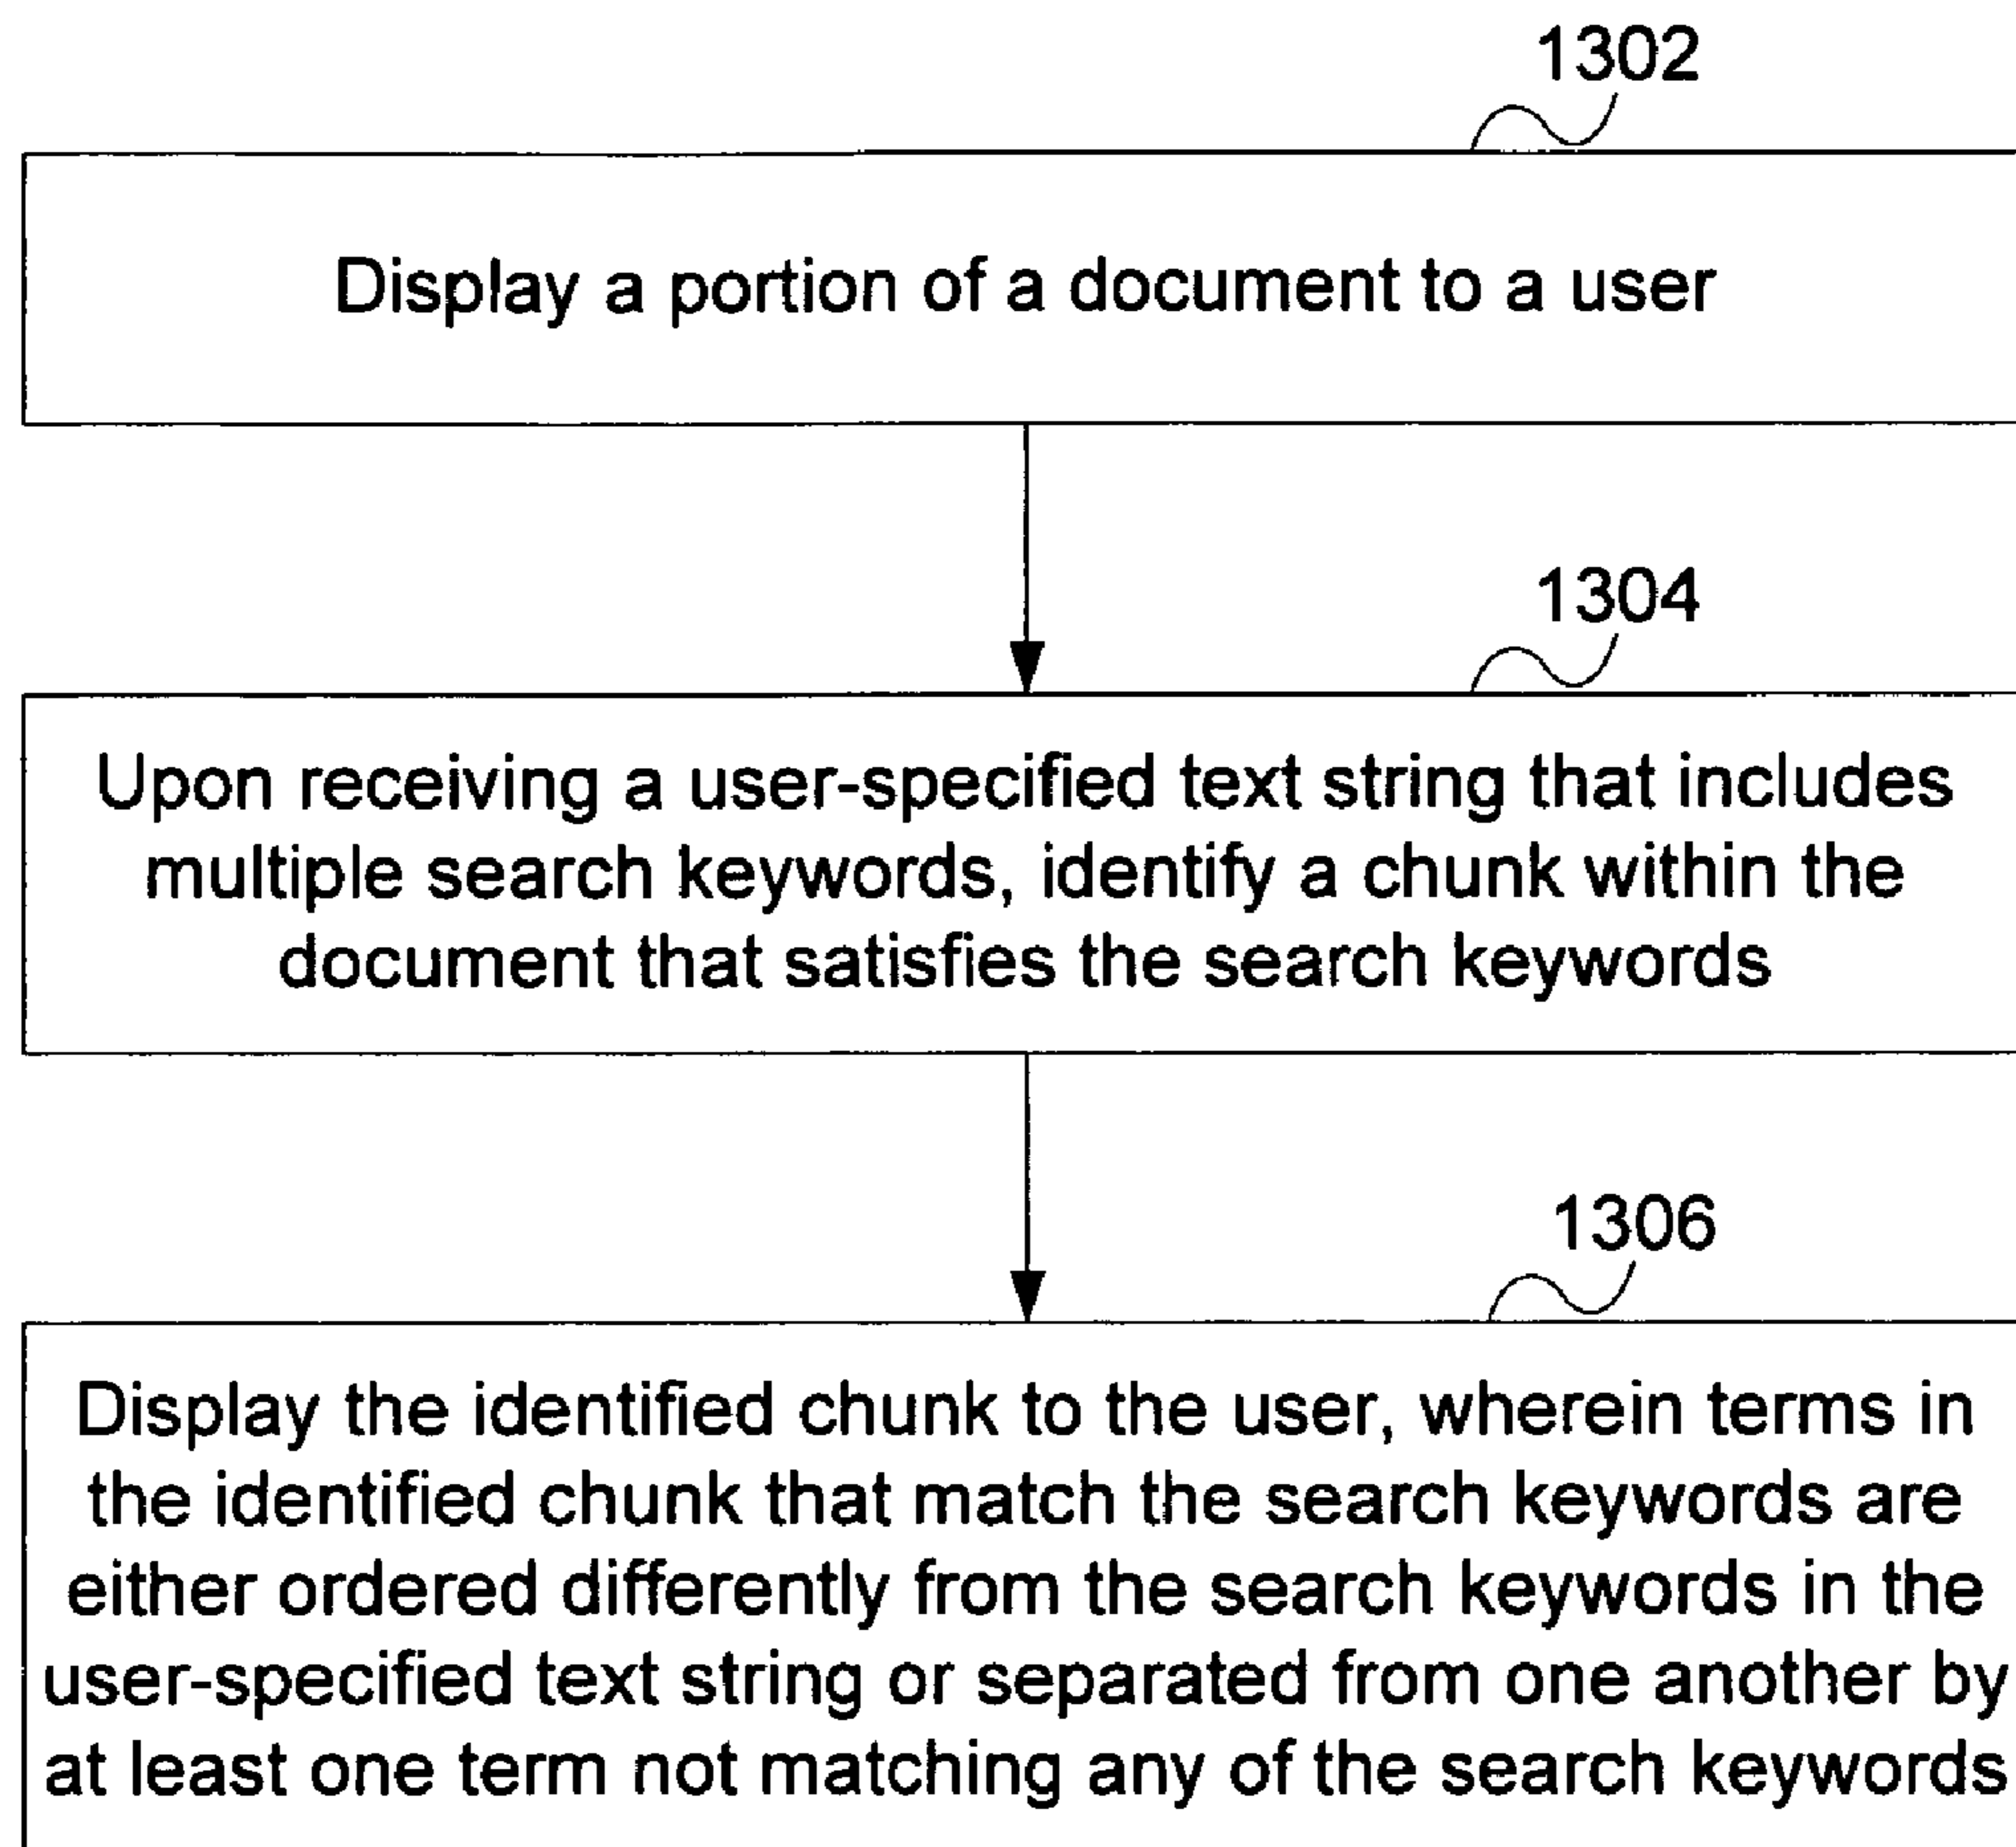 1302
Display a portion of a document to a user
1304
Upon receiving a user-specified text string that includes
multiple search keywords, identify a chunk within the
document that satisfies the search keywords
1306
Display the identified chunk to the user, wherein terms in
the identified chunk that match the search keywords are
either ordered differently from the search keywords in the
user-specified text string or separated from one another by
at least one term not matching any of the search keywords